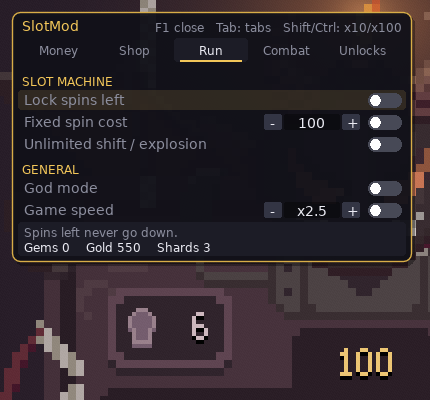 SlotMod F1 close Tab: tabs Shift/Ctrl: x10/x100
Money Shop Run Combat Unlocks
SLOT MACHINE
Lock spins left
Fixed spin cost - 100 +
Unlimited shift / explosion
GENERAL
God mode
Game speed - x2.5 +
Spins left never go down.
Gems 0 Gold 550 Shards 3
6
100